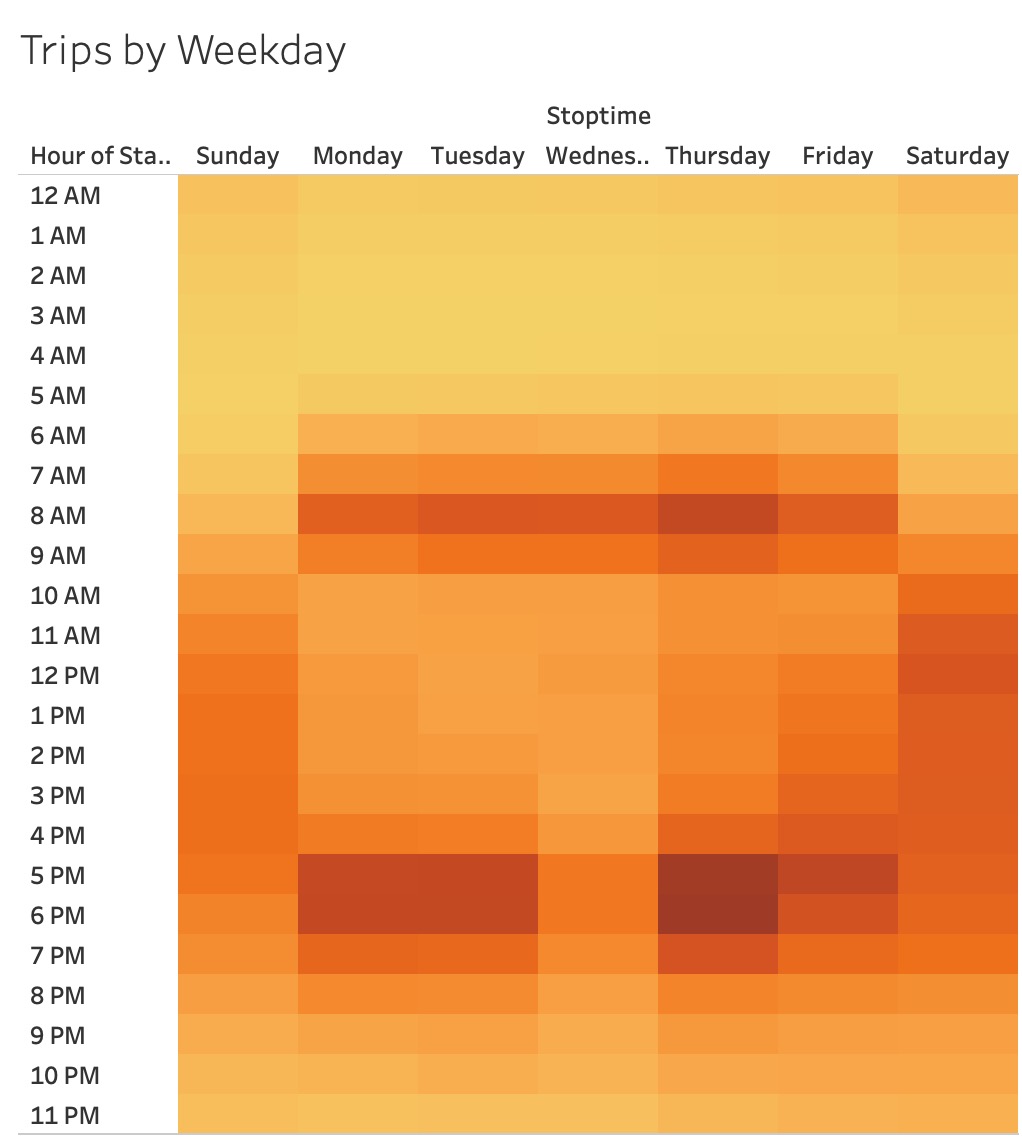 Trips by Weekday
Stoptime
Hour of Sta.. Sunday Monday Tuesday Wednes.. Thursday Friday Saturday
12 AM
1 AM
2 AM
3 AM
4 AM
5 AM
6 AM
7 AM
8 AM
9 AM
10 AM
11 AM
12 PM
1 PM
2 PM
3 PM
4 PM
5 PM
6 PM
7 PM
8 PM
9 PM
10 PM
11 PM